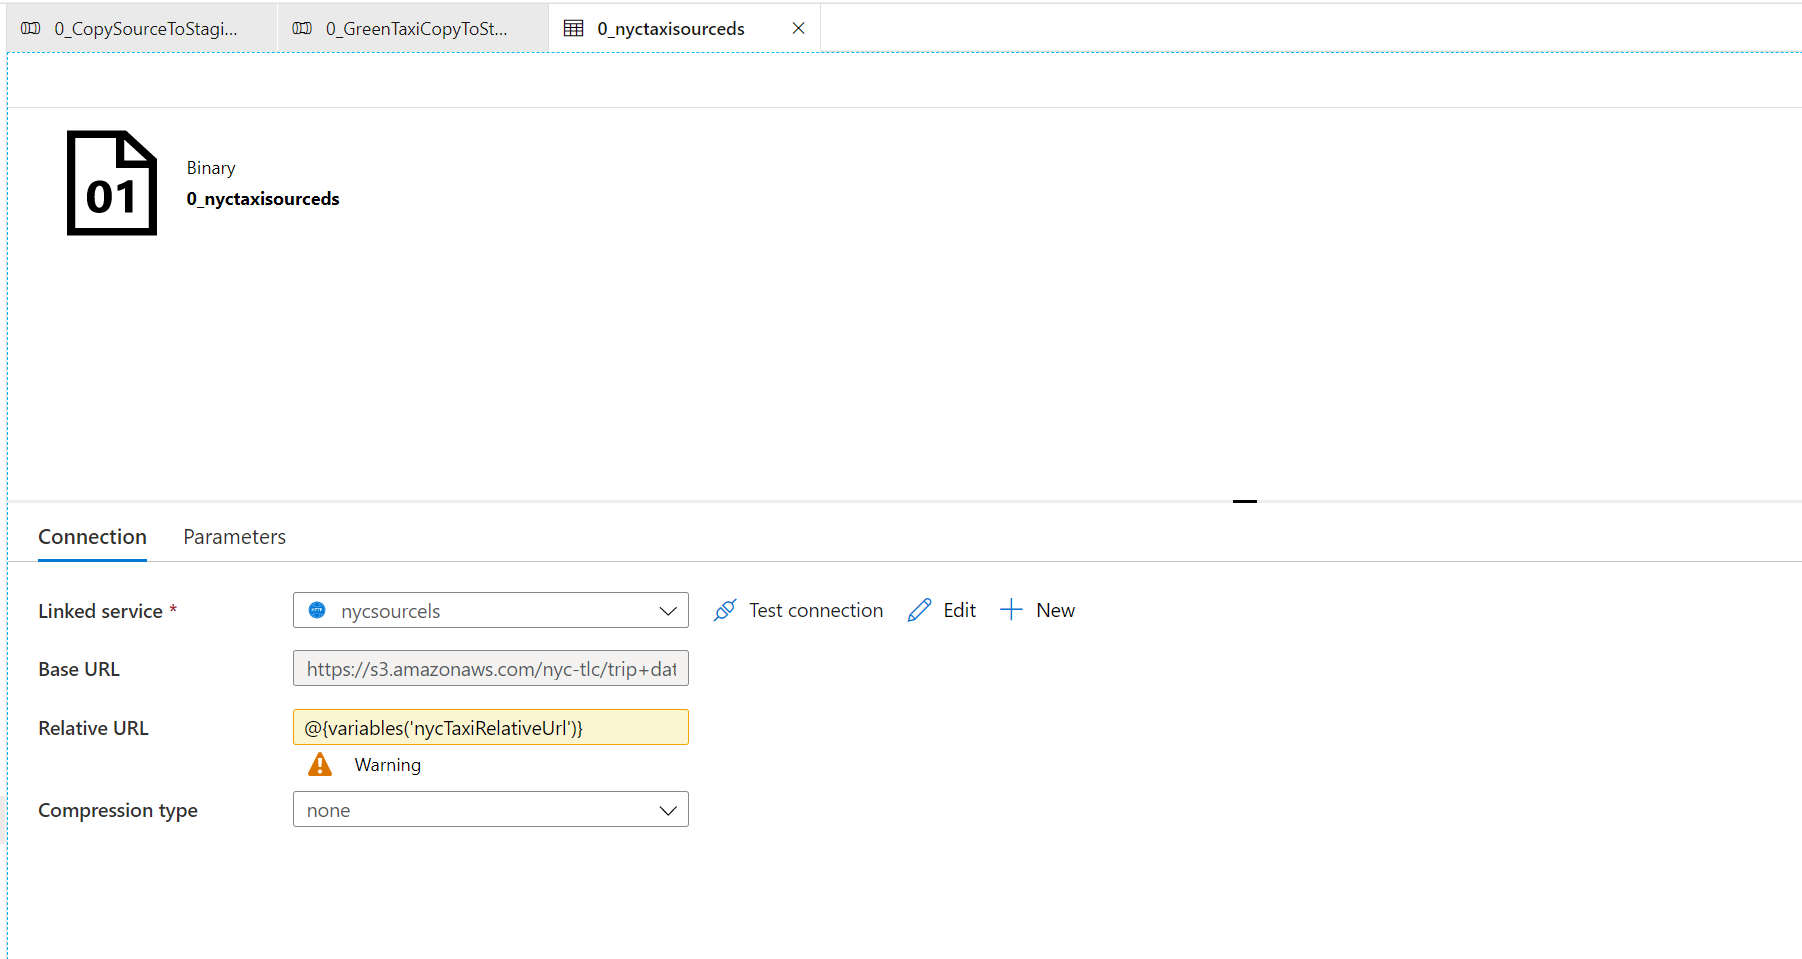 0_CopySourceToStagi...
0_GreenTaxiCopyToSt...
0_nyctaxisourceds
01
Binary
0_nyctaxisourceds
Connection
Parameters
Linked service *
HTTP
nycsourcels
Test connection
Edit
New
Base URL
https://s3.amazonaws.com/nyc-tlc/trip+dat
Relative URL
@{variables('nycTaxiRelativeUrl')}
Warning
Compression type
none